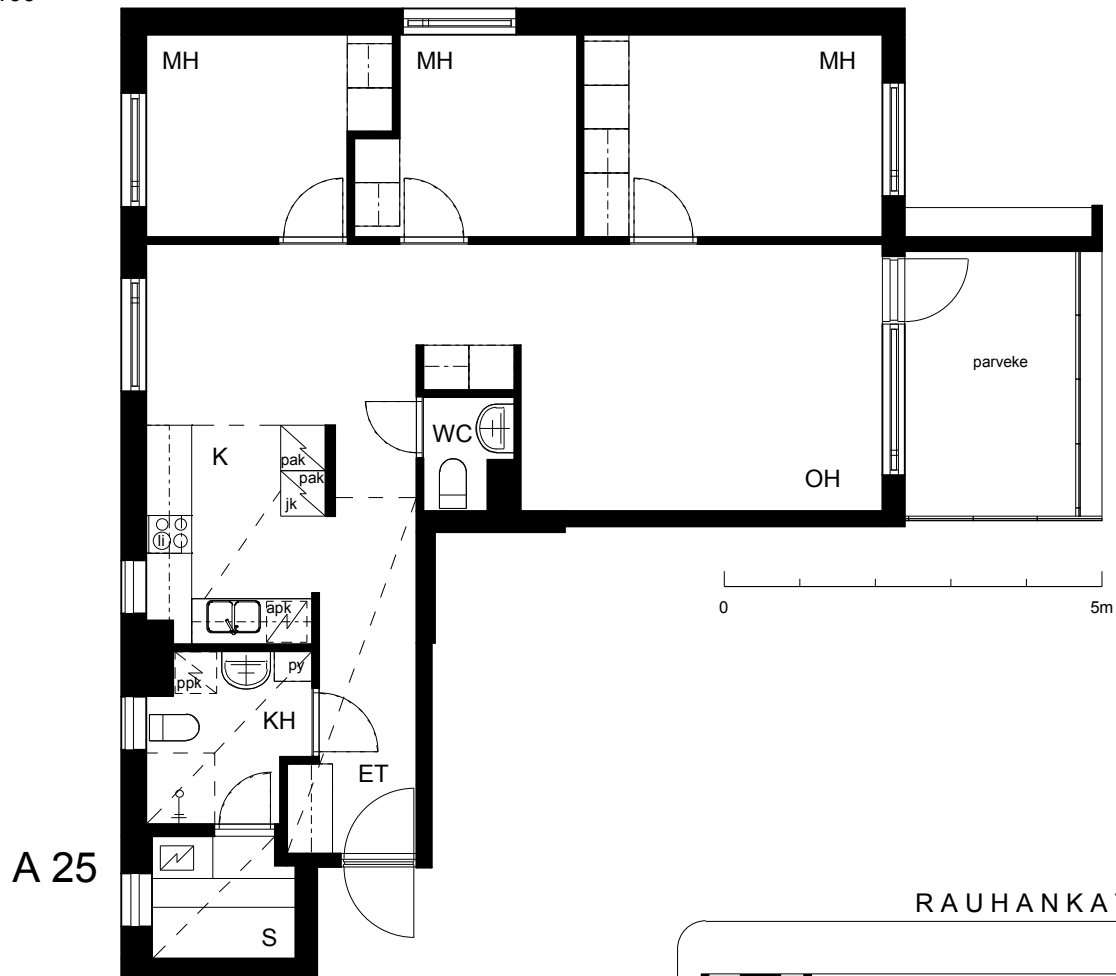 MH
MH
MH
parveke
WC
K
pak
pak
jk
OH
li
apk
0
5m
py
ppk
KH
ET
A 25
S
RAUHANKA